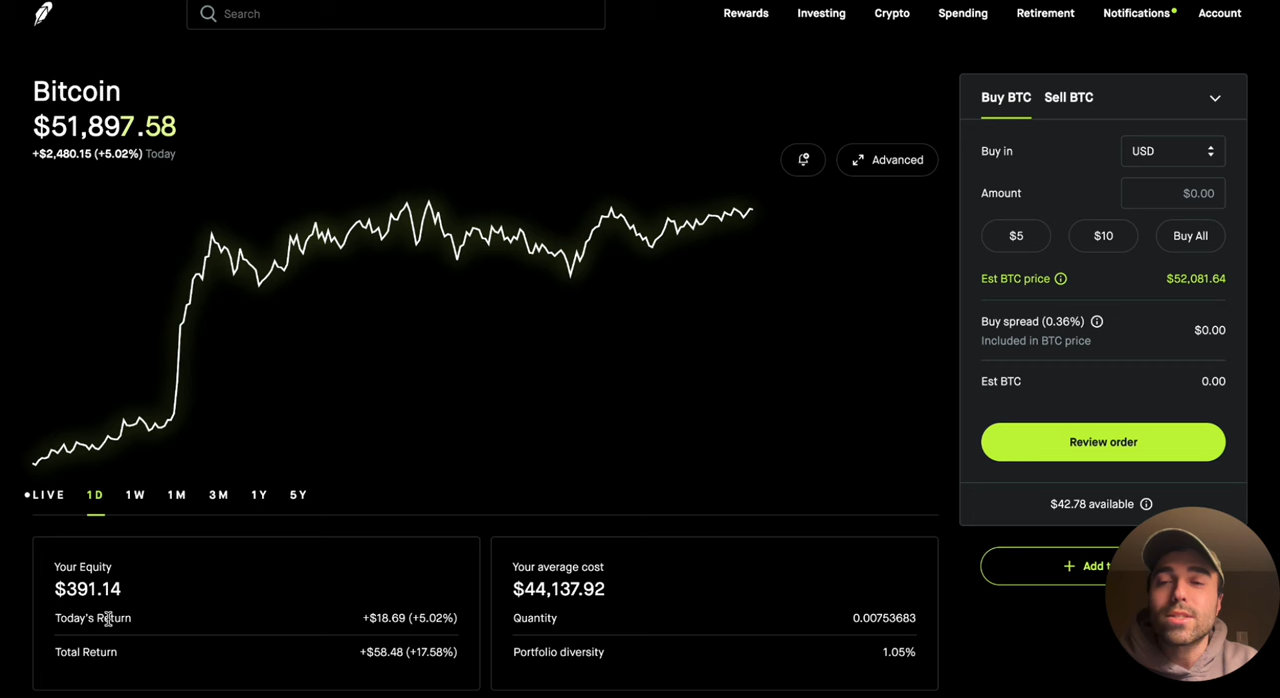 Search
Rewards
Investing
Crypto
Spending
Retirement
Notifications
Account
Bitcoin
$51,897.58
+$2,480.15 (+5.02%) Today
Advanced
LIVE
1D
1W
1M
3M
1Y
5Y
Your Equity
$391.14
Today's Return
+$18.69 (+5.02%)
Total Return
+$58.48 (+17.58%)
Your average cost
$44,137.92
Quantity
0.00753683
Portfolio diversity
1.05%
Buy BTC
Sell BTC
Buy in
USD
Amount
$0.00
$5
$10
Buy All
Est BTC price
$52,081.64
Buy spread (0.36%)
Included in BTC price
$0.00
Est BTC
0.00
Review order
$42.78 available
+ Add